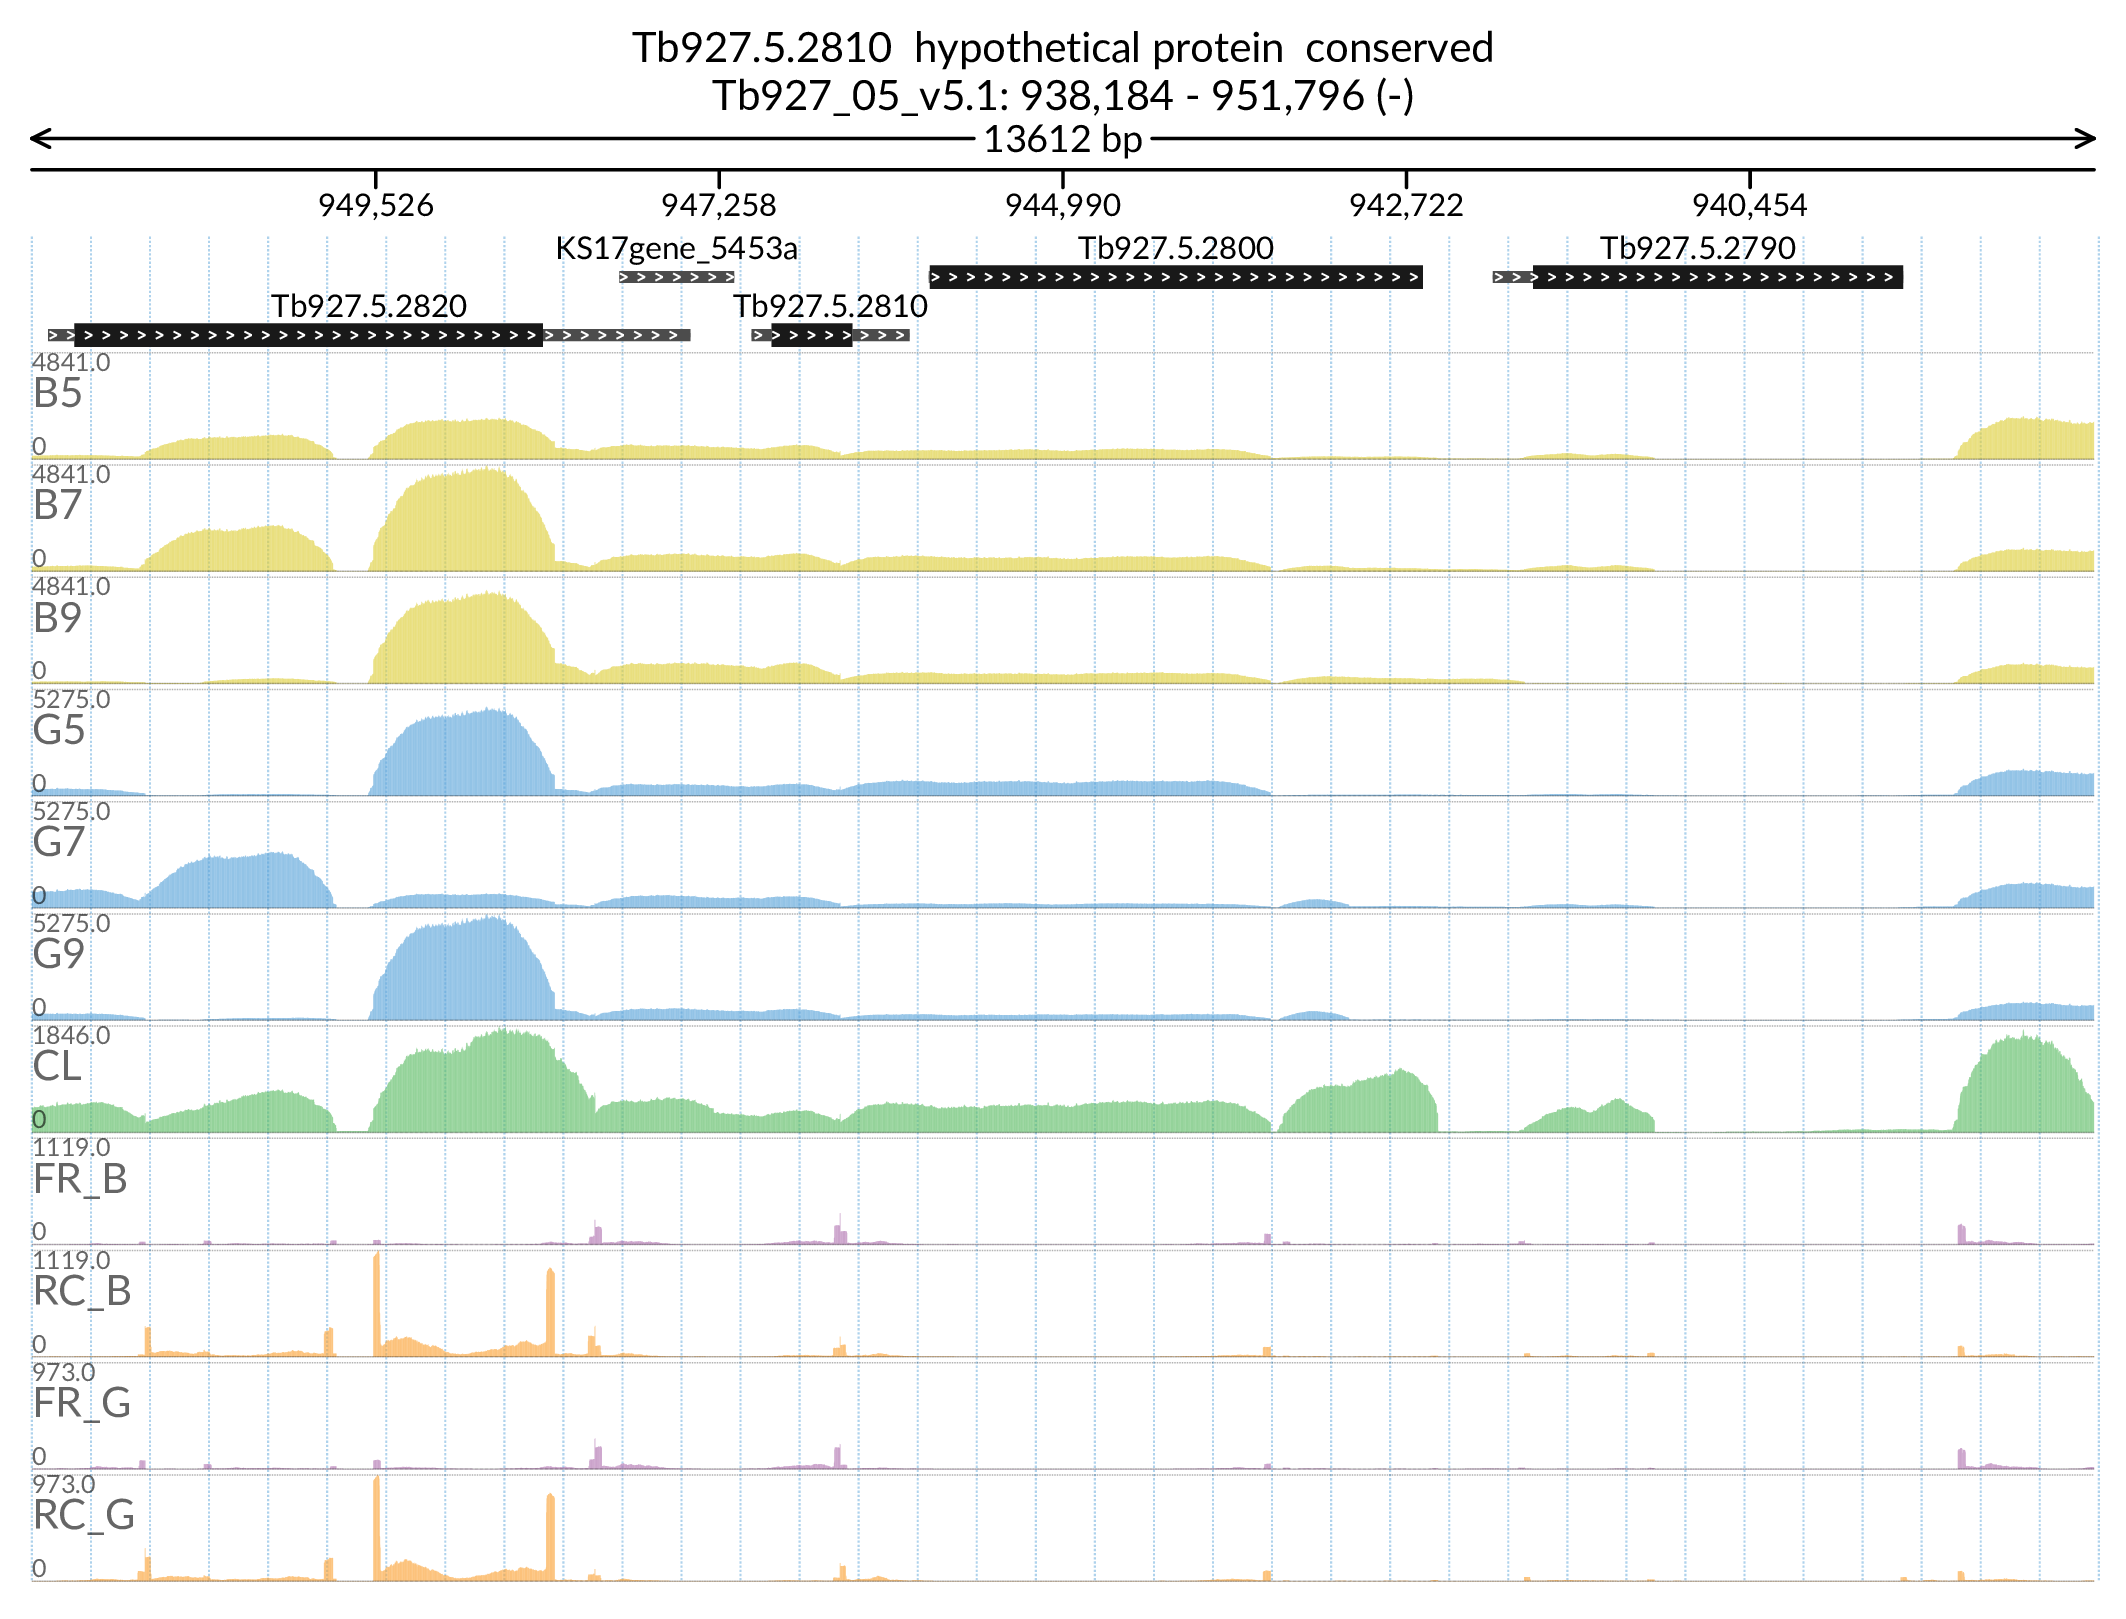 Tb927.5.2810  hypothetical protein  conserved
Tb927_05_v5.1: 938,184 - 951,796 (-)
13612 bp
949,526 947,258 944,990 942,722 940,454
KS17gene_5453a Tb927.5.2800 Tb927.5.2790
Tb927.5.2820 Tb927.5.2810
4841.0
B5
0
4841.0
B7
0
4841.0
B9
0
5275.0
G5
0
5275.0
G7
0
5275.0
G9
0
1846.0
CL
0
1119.0
FR_B
0
1119.0
RC_B
0
973.0
FR_G
0
973.0
RC_G
0